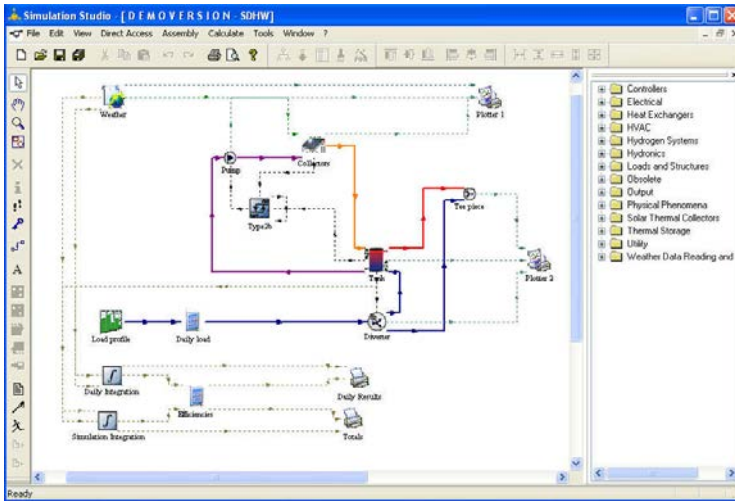 Simulation Studio - [ D E M O V E R S I O N - SDHW]
File Edit View Direct Access Assembly Calculate Tools Window ?
Weather
Plotter 1
Collectors
Pump
Type2b
Tee piece
Tank
Plotter 2
Load profile
Daily load
Diverter
Daily Integration
Daily Results
Efficiencies
Simulation Integration
Totals
Controllers
Electrical
Heat Exchangers
HVAC
Hydrogen Systems
Hydronics
Loads and Structures
Obsolete
Output
Physical Phenomena
Solar Thermal Collectors
Thermal Storage
Utility
Weather Data Reading and
Ready